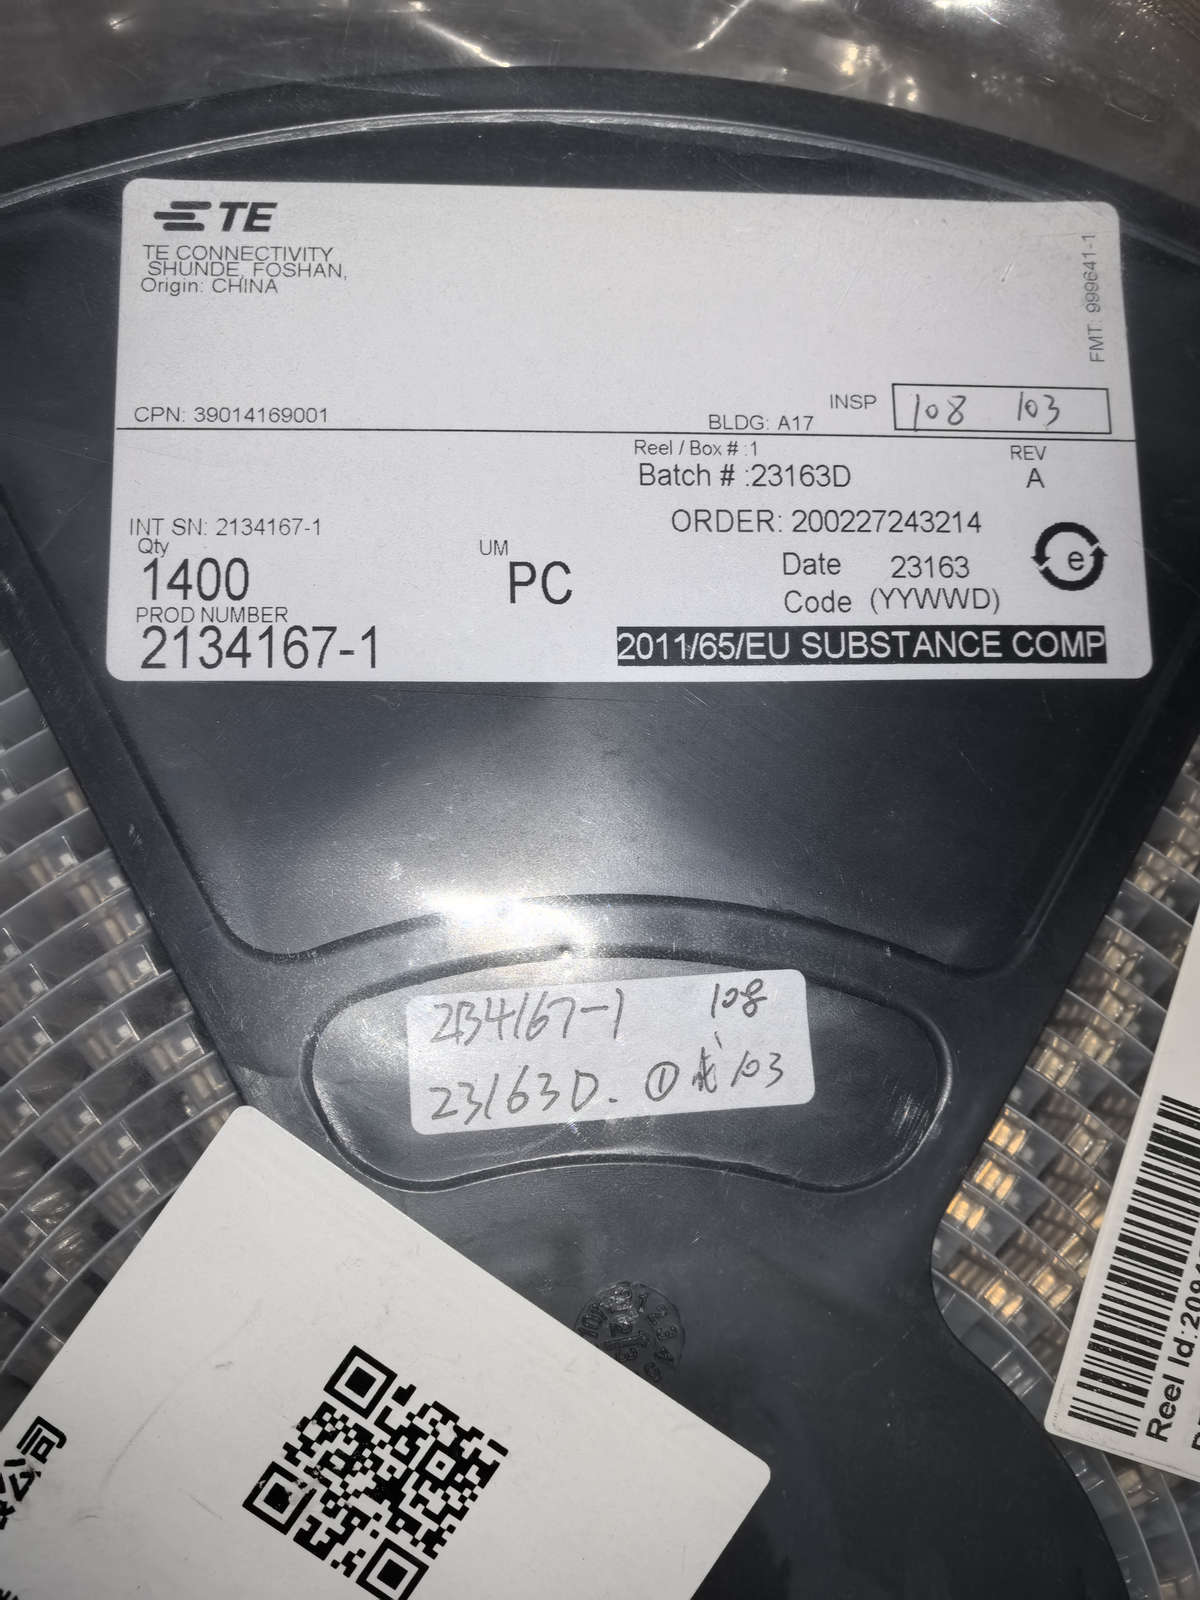 TE
TE CONNECTIVITY
SHUNDE, FOSHAN,
Origin: CHINA
FMT: 999641-1
CPN: 39014169001
BLDG: A17
INSP
108 103
Reel / Box # :1
REV
Batch # :23163D
A
INT SN: 2134167-1
ORDER: 200227243214
Qty
1400
UM
PC
Date 23163
Code (YYWWD)
e
PROD NUMBER
2134167-1
2011/65/EU SUBSTANCE COMP
2134167-1 108
23163D. ① 103
公司
Reel Id: